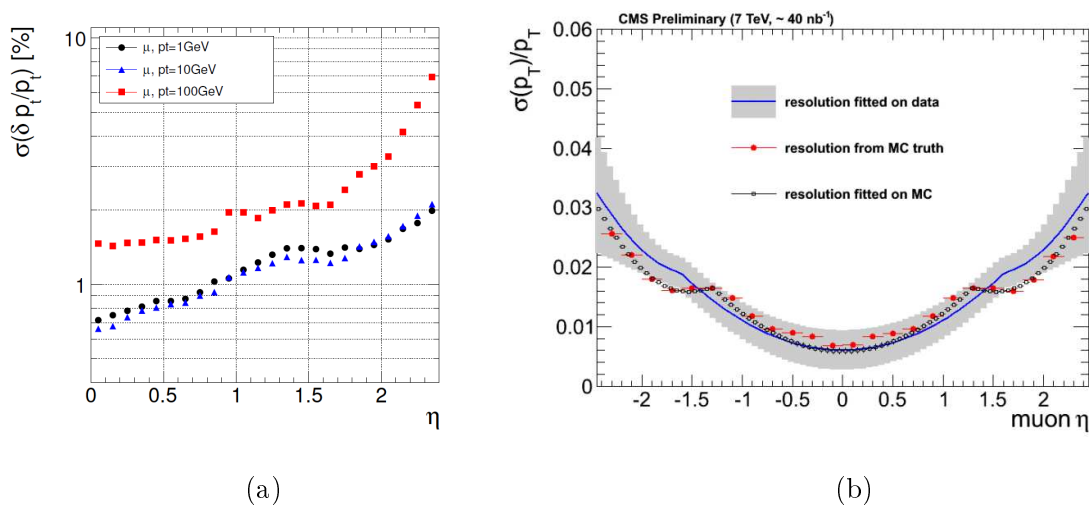 σ(δ pₜ/pₜ) [%]
10
1
μ, pt=1GeV
μ, pt=10GeV
μ, pt=100GeV
0 0.5 1 1.5 2
η
(a)
CMS Preliminary (7 TeV, ~ 40 nb⁻¹)
σ(p_T)/p_T
0.06
0.05
0.04
0.03
0.02
0.01
0
resolution fitted on data
resolution from MC truth
resolution fitted on MC
-2 -1.5 -1 -0.5 0 0.5 1 1.5 2
muon η
(b)